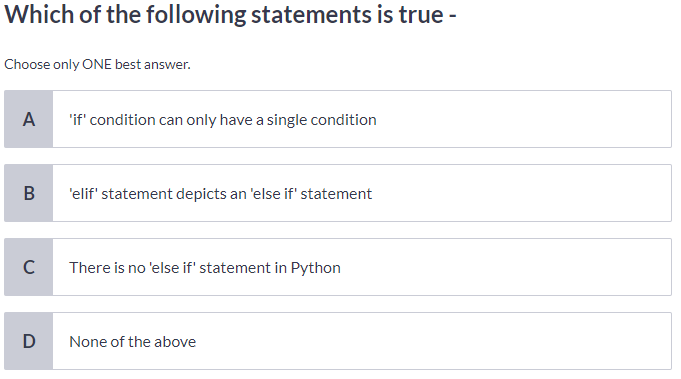 Which of the following statements is true -
Choose only ONE best answer.
A 'if' condition can only have a single condition
B 'elif' statement depicts an 'else if' statement
C There is no 'else if' statement in Python
D None of the above